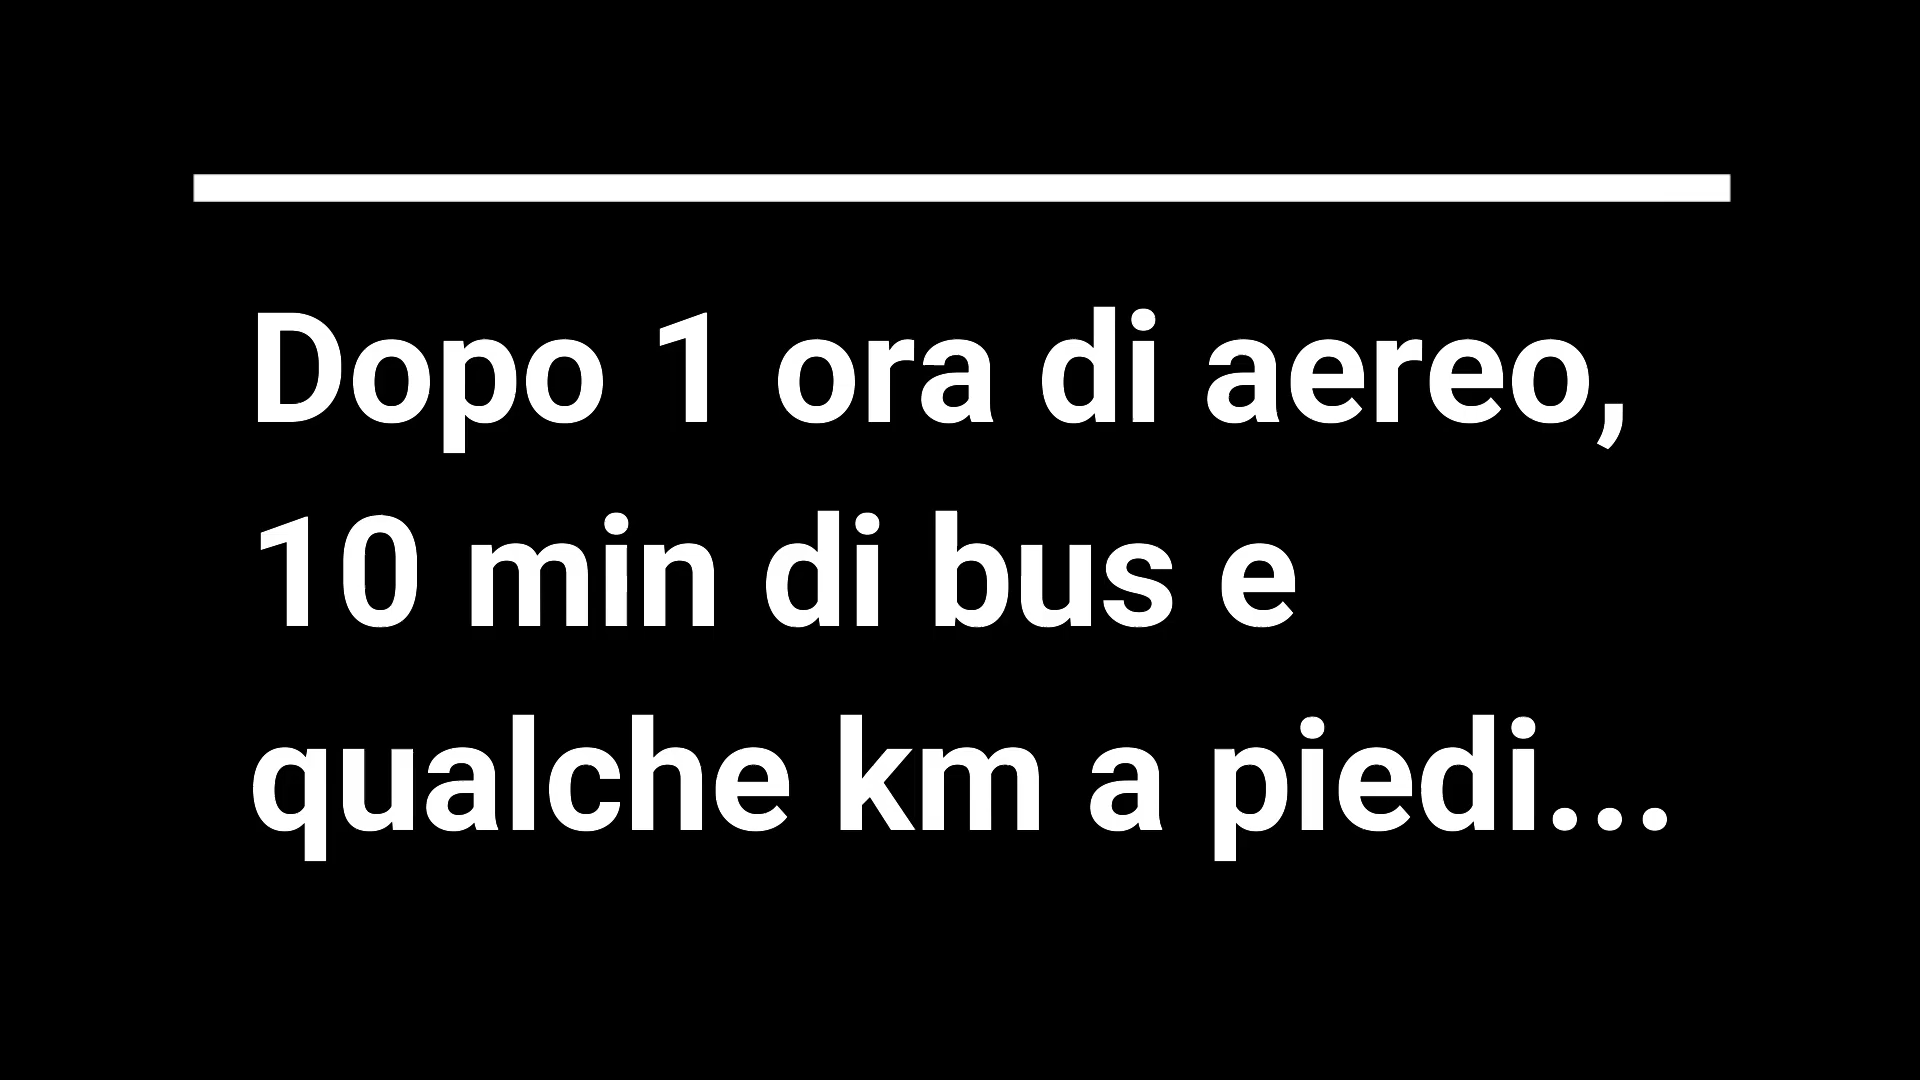 Dopo 1 ora di aereo,
10 min di bus e
qualche km a piedi...